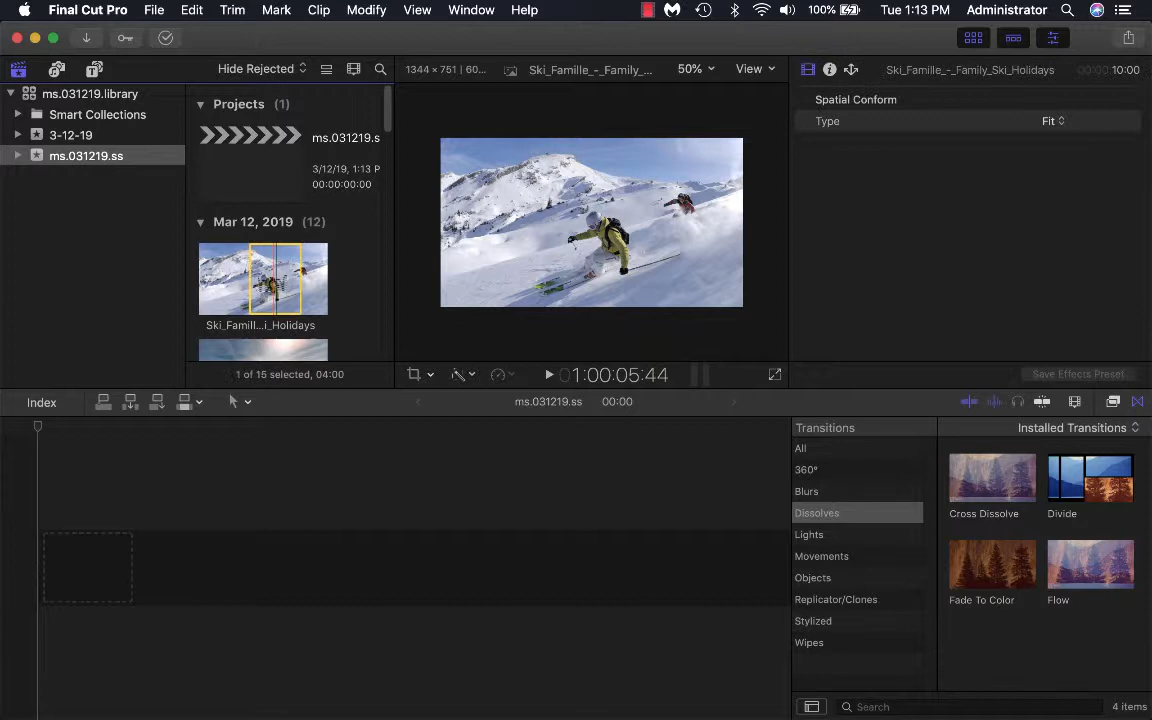 Final Cut Pro File Edit Trim Mark Clip Modify View Window Help 100% Tue 1:13 PM Administrator
Hide Rejected 1344 × 751 | 60... Ski_Famille_-_Family_... 50% View Ski_Famille_-_Family_Ski_Holidays 00:00 10:00
ms.031219.library
Smart Collections
3-12-19
ms.031219.ss
Projects (1)
ms.031219.s
3/12/19, 1:13 P
00:00:00:00
Mar 12, 2019 (12)
Ski_Famill...i_Holidays
1 of 15 selected, 04:00
Spatial Conform
Type Fit
1:00:05:44
Save Effects Preset
Index
ms.031219.ss 00:00
Transitions
All
360°
Blurs
Dissolves
Lights
Movements
Objects
Replicator/Clones
Stylized
Wipes
Installed Transitions
Cross Dissolve Divide
Fade To Color Flow
Search 4 items